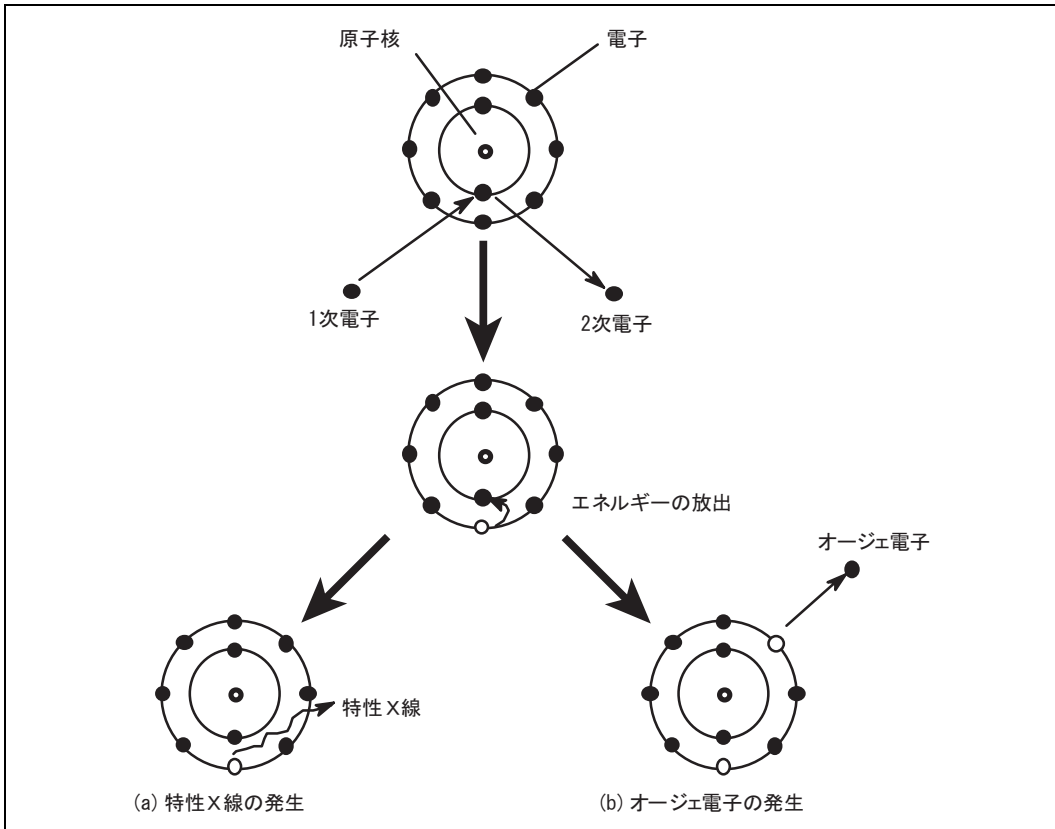 原子核
電子
1次電子
2次電子
エネルギーの放出
オージェ電子
特性X線
(a) 特性X線の発生
(b) オージェ電子の発生